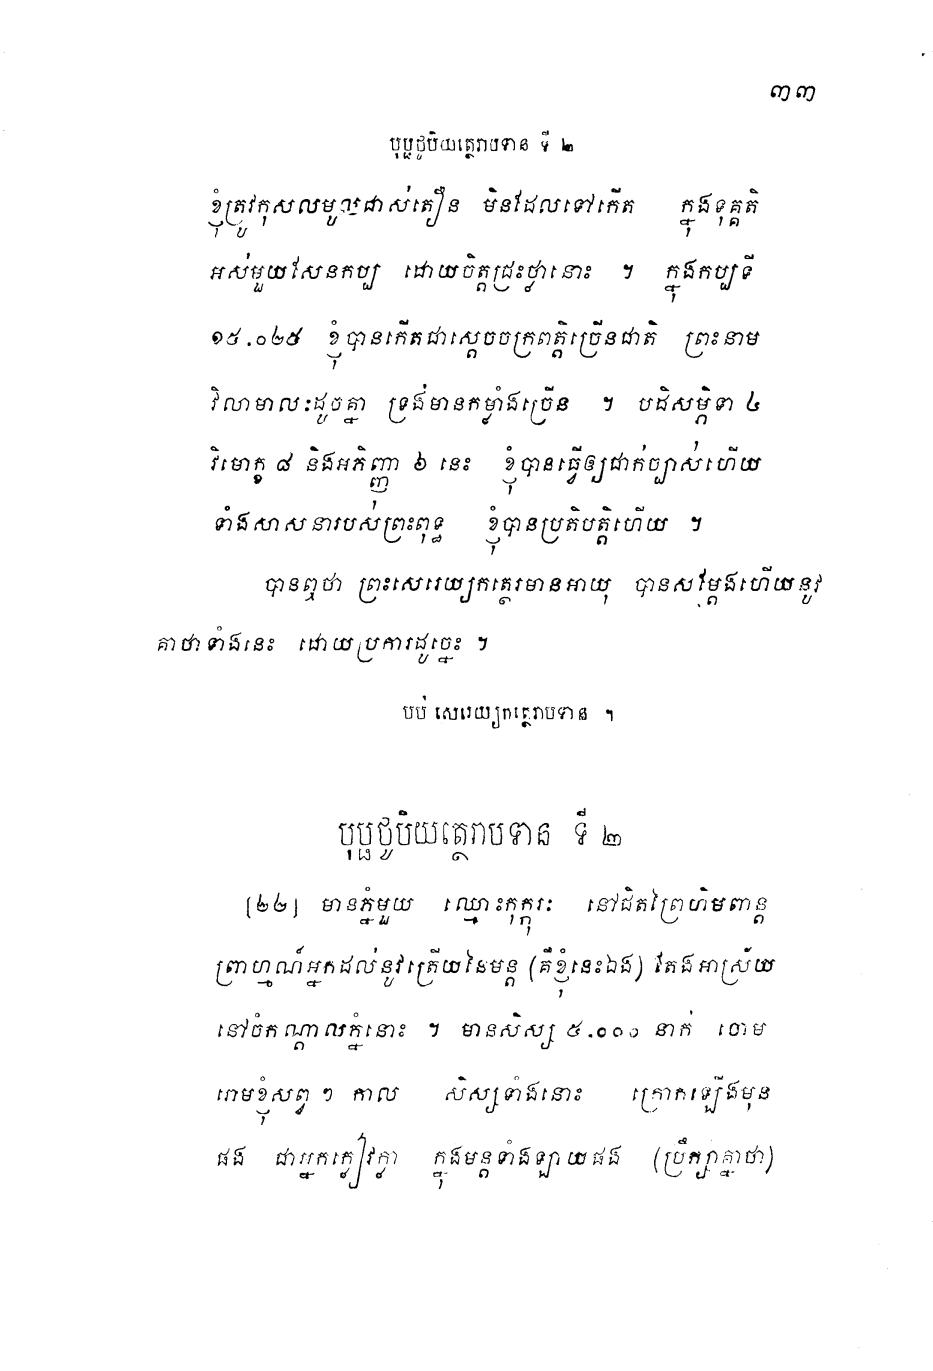 ៣៣
បុប្ផថូបិយត្ថេរាបទាន ទី ២
ខ្ញុំត្រូវកុសលមូលដាស់តឿន មិនដែលទៅកើត ក្នុងទុគ្គតិ
អស់មួយសែនកប្ប ដោយចិត្តជ្រះថ្លានោះ ។ ក្នុងកប្បទី
១៥.០២៥ ខ្ញុំបានកើតជាស្តេចចក្រពត្តិច្រើនជាតិ ព្រះនាម
វិលាមាលៈដូចគ្នា ទ្រង់មានកម្លាំងច្រើន ។ បដិសម្ភិទា ៤
វិមោក្ខ ៨ និងអភិញ្ញា ៦ នេះ ខ្ញុំបានធ្វើឲ្យជាក់ច្បាស់ហើយ
ទាំងសាសនារបស់ព្រះពុទ្ធ ខ្ញុំបានប្រតិបត្តិហើយ ។
បានឮថា ព្រះសេរេយ្យកត្ថេរមានអាយុ បានសម្តែងហើយនូវ
គាថាទាំងនេះ ដោយប្រការដូច្នេះ ។
ចប់ សេរេយ្យកត្ថេរាបទាន ។
បុប្ផថូបិយត្ថេរាបទាន ទី ២
[២២] មានភ្នំមួយ ឈ្មោះកុក្កុរៈ នៅជិតព្រៃហិមពាន្ត
ព្រាហ្មណ៍អ្នកដល់នូវត្រើយនៃមន្ត (គឺខ្ញុំនេះឯង) តែងអាស្រ័យ
នៅចំកណ្តាលភ្នំនោះ ។ មានសិស្ស ៥.០០០ នាក់ ចោម
រោមខ្ញុំសព្វ ៗ កាល សិស្សទាំងនោះ ក្រោកឡើងមុន
ផង ជាអ្នកក្លៀវក្លា ក្នុងមន្តទាំងឡាយផង (ប្រឹក្សាគ្នាថា)